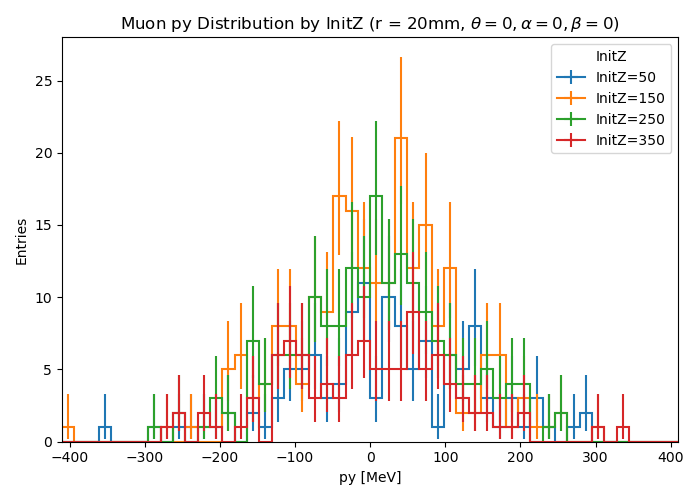 Muon py Distribution by InitZ (r = 20mm, θ = 0, α = 0, β = 0)
InitZ
InitZ=50
InitZ=150
InitZ=250
InitZ=350
Entries
25
20
15
10
5
0
−400 −300 −200 −100 0 100 200 300 400
py [MeV]